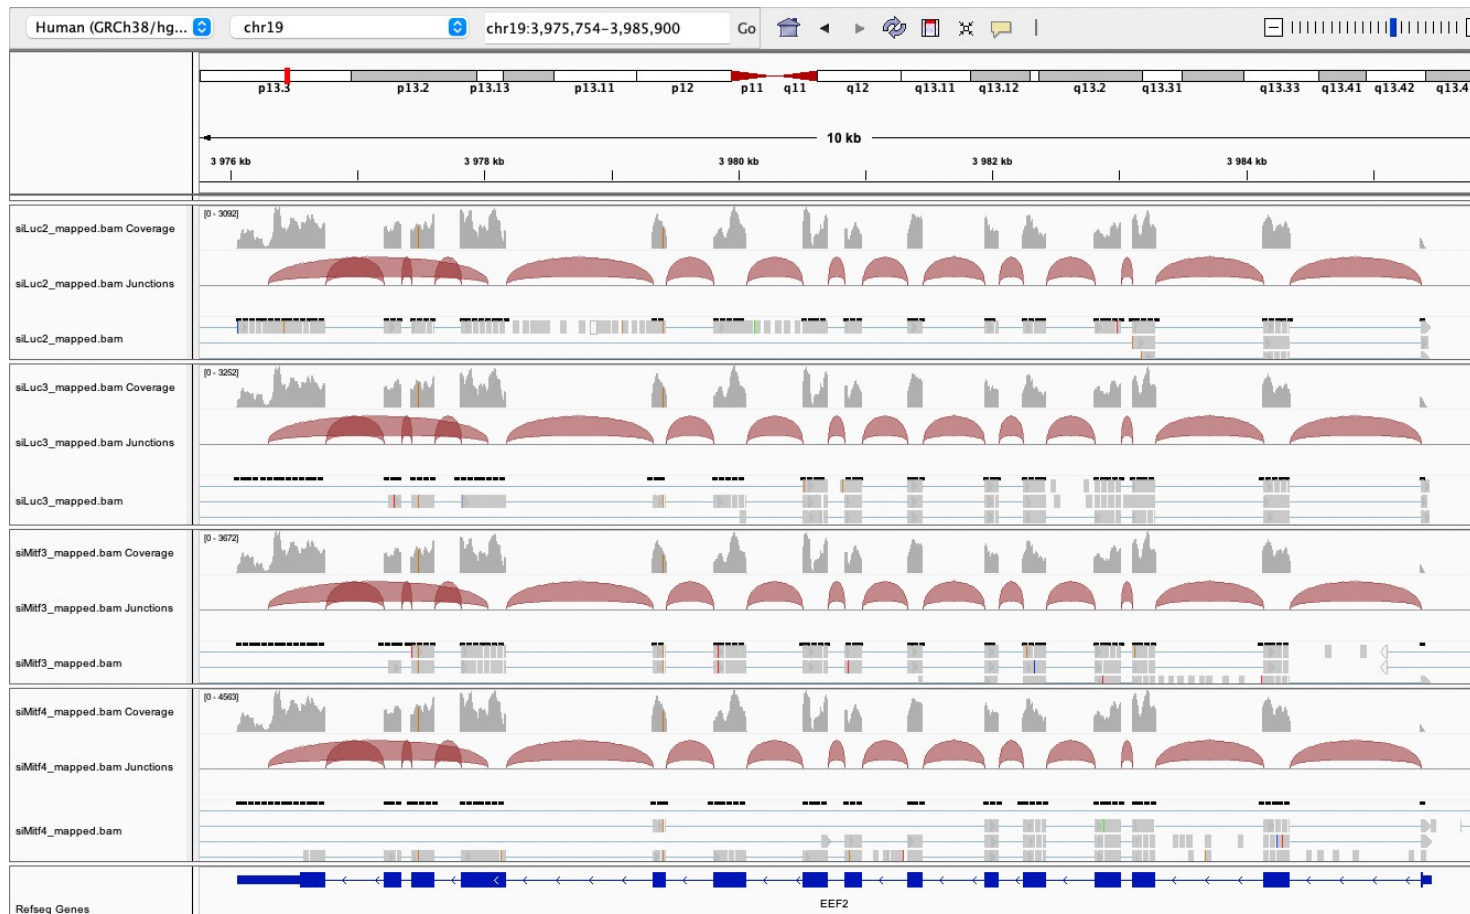 Human (GRCh38/hg... chr19 chr19:3,975,754-3,985,900 Go
p13.3 p13.2 p13.13 p13.11 p12 p11 q11 q12 q13.11 q13.12 q13.2 q13.31 q13.33 q13.41 q13.42 q13.4
10 kb
3 976 kb 3 978 kb 3 980 kb 3 982 kb 3 984 kb
[0 - 3092]
siLuc2_mapped.bam Coverage
siLuc2_mapped.bam Junctions
siLuc2_mapped.bam
[0 - 3252]
siLuc3_mapped.bam Coverage
siLuc3_mapped.bam Junctions
siLuc3_mapped.bam
[0 - 3672]
siMitf3_mapped.bam Coverage
siMitf3_mapped.bam Junctions
siMitf3_mapped.bam
[0 - 4563]
siMitf4_mapped.bam Coverage
siMitf4_mapped.bam Junctions
siMitf4_mapped.bam
EEF2
Refseq Genes